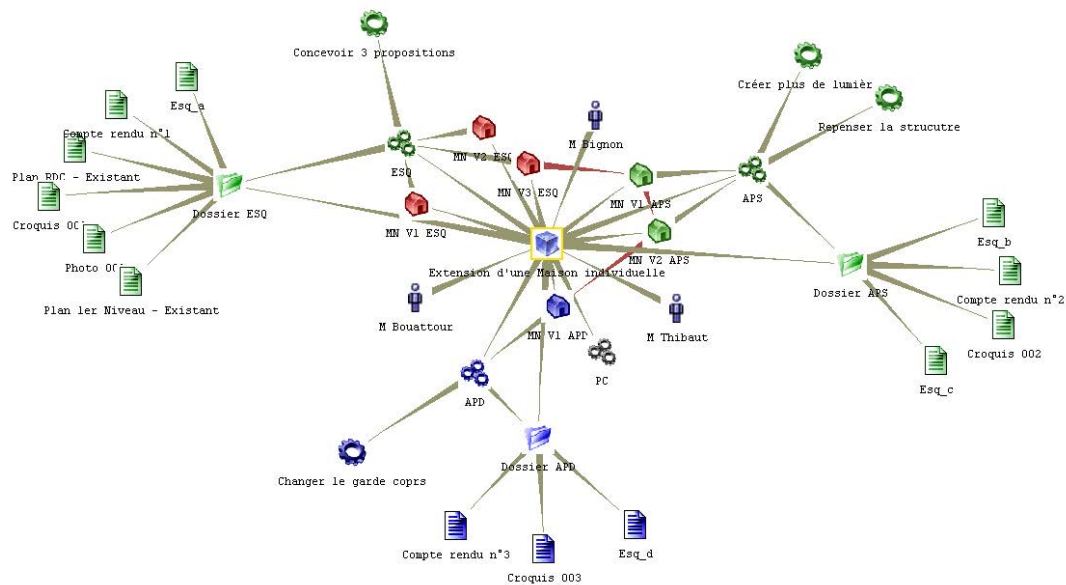 Concevoir 3 propositions
Créer plus de lumièr
Repenser la strucutre
Esq_a
Compte rendu n°1
Plan RDC - Existant
Croquis 00
Photo 00
Plan 1er Niveau - Existant
Dossier ESQ
ESQ
MN V2 ESQ
MN V3 ESQ
MN V1 ESQ
M Bignon
MN V1 APS
MN V2 APS
APS
Dossier APS
Esq_b
Compte rendu n°2
Croquis 002
Esq_c
Extension d'une Maison individuelle
M Bouattour
MN V1 APD
M Thibaut
PC
APD
Changer le garde coprs
Dossier APD
Compte rendu n°3
Croquis 003
Esq_d